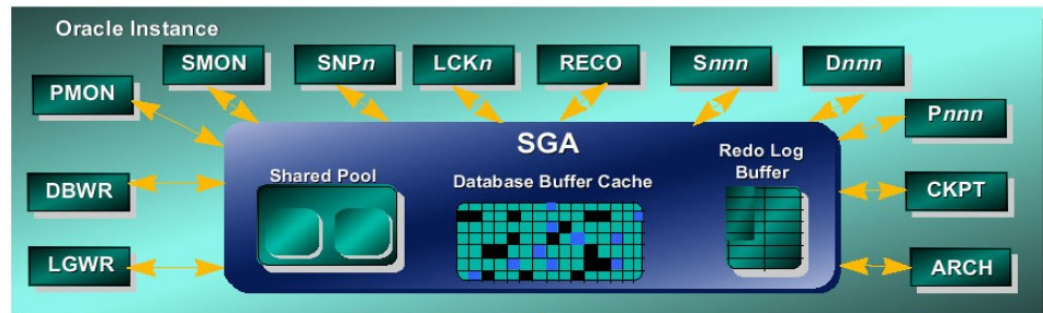 Oracle Instance
SMON
SNPn
LCKn
RECO
Snnn
Dnnn
PMON
Pnnn
SGA
Shared Pool
Database Buffer Cache
Redo Log
Buffer
DBWR
CKPT
LGWR
ARCH